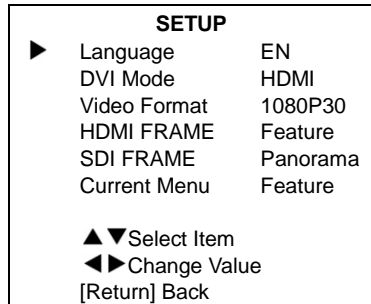 SETUP
▶ Language EN
DVI Mode HDMI
Video Format 1080P30
HDMI FRAME Feature
SDI FRAME Panorama
Current Menu Feature
▲▼Select Item
◀▶Change Value
[Return] Back